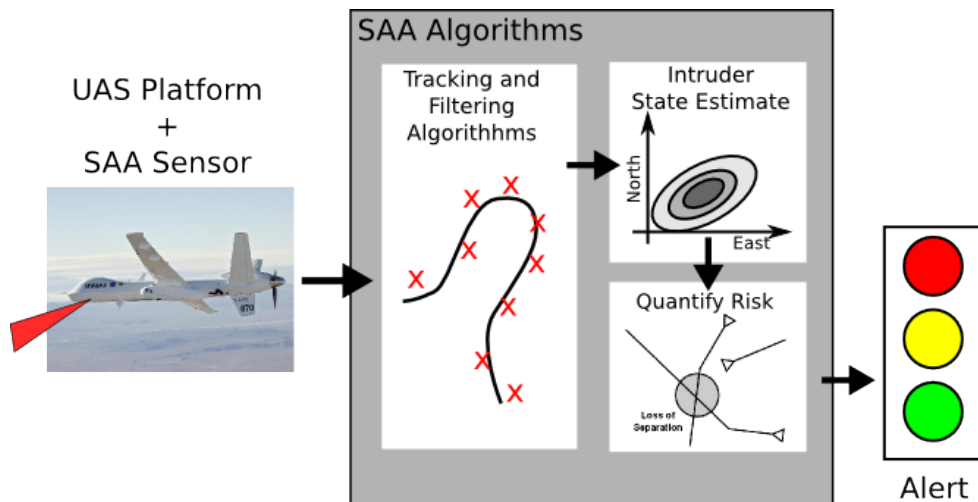 UAS Platform
+
SAA Sensor
SAA Algorithms
Tracking and
Filtering
Algorithhms
Intruder
State Estimate
North
East
Quantify Risk
Loss of
Separation
Alert